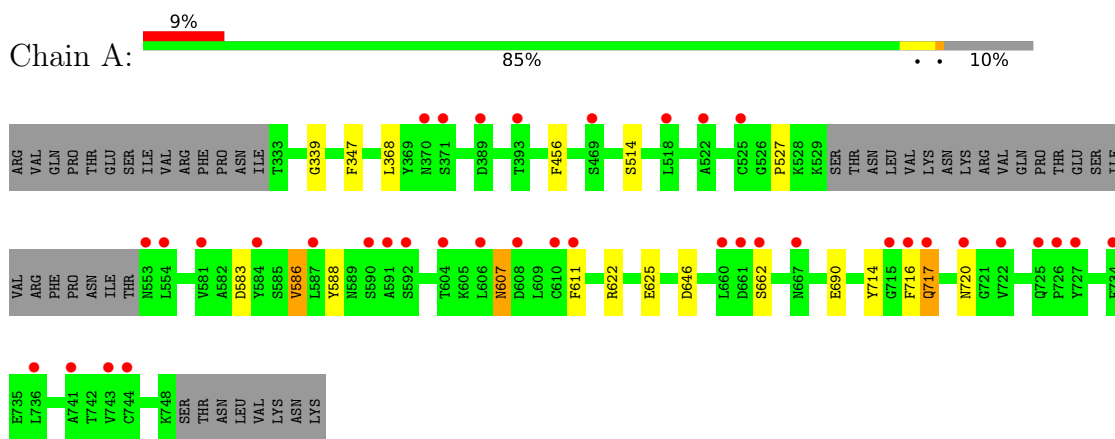 9%
Chain A:
85% • • 10%
ARG VAL GLN PRO THR GLU SER ILE VAL ARG PHE PRO ASN ILE T333 G339 F347 L368 Y369 N370 S371 D389 T393 F456 S469 S514 L518 A522 C525 G526 P527 K528 K529 SER THR ASN LEU VAL LYS ASN LYS ARG VAL GLN PRO THR GLU SER ILE
VAL ARG PHE PRO ASN ILE THR N553 L554 V581 A582 D583 Y584 S585 V586 L587 Y588 N589 S590 A591 S592 T604 K605 L606 N607 D608 L609 C610 F611 R622 E625 D646 L660 D661 S662 N667 E690 Y714 G715 F716 Q717 N720 G721 V722 Q725 P726 Y727
E735 L736 A741 T742 V743 C744 K748 SER THR ASN LEU VAL LYS ASN LYS